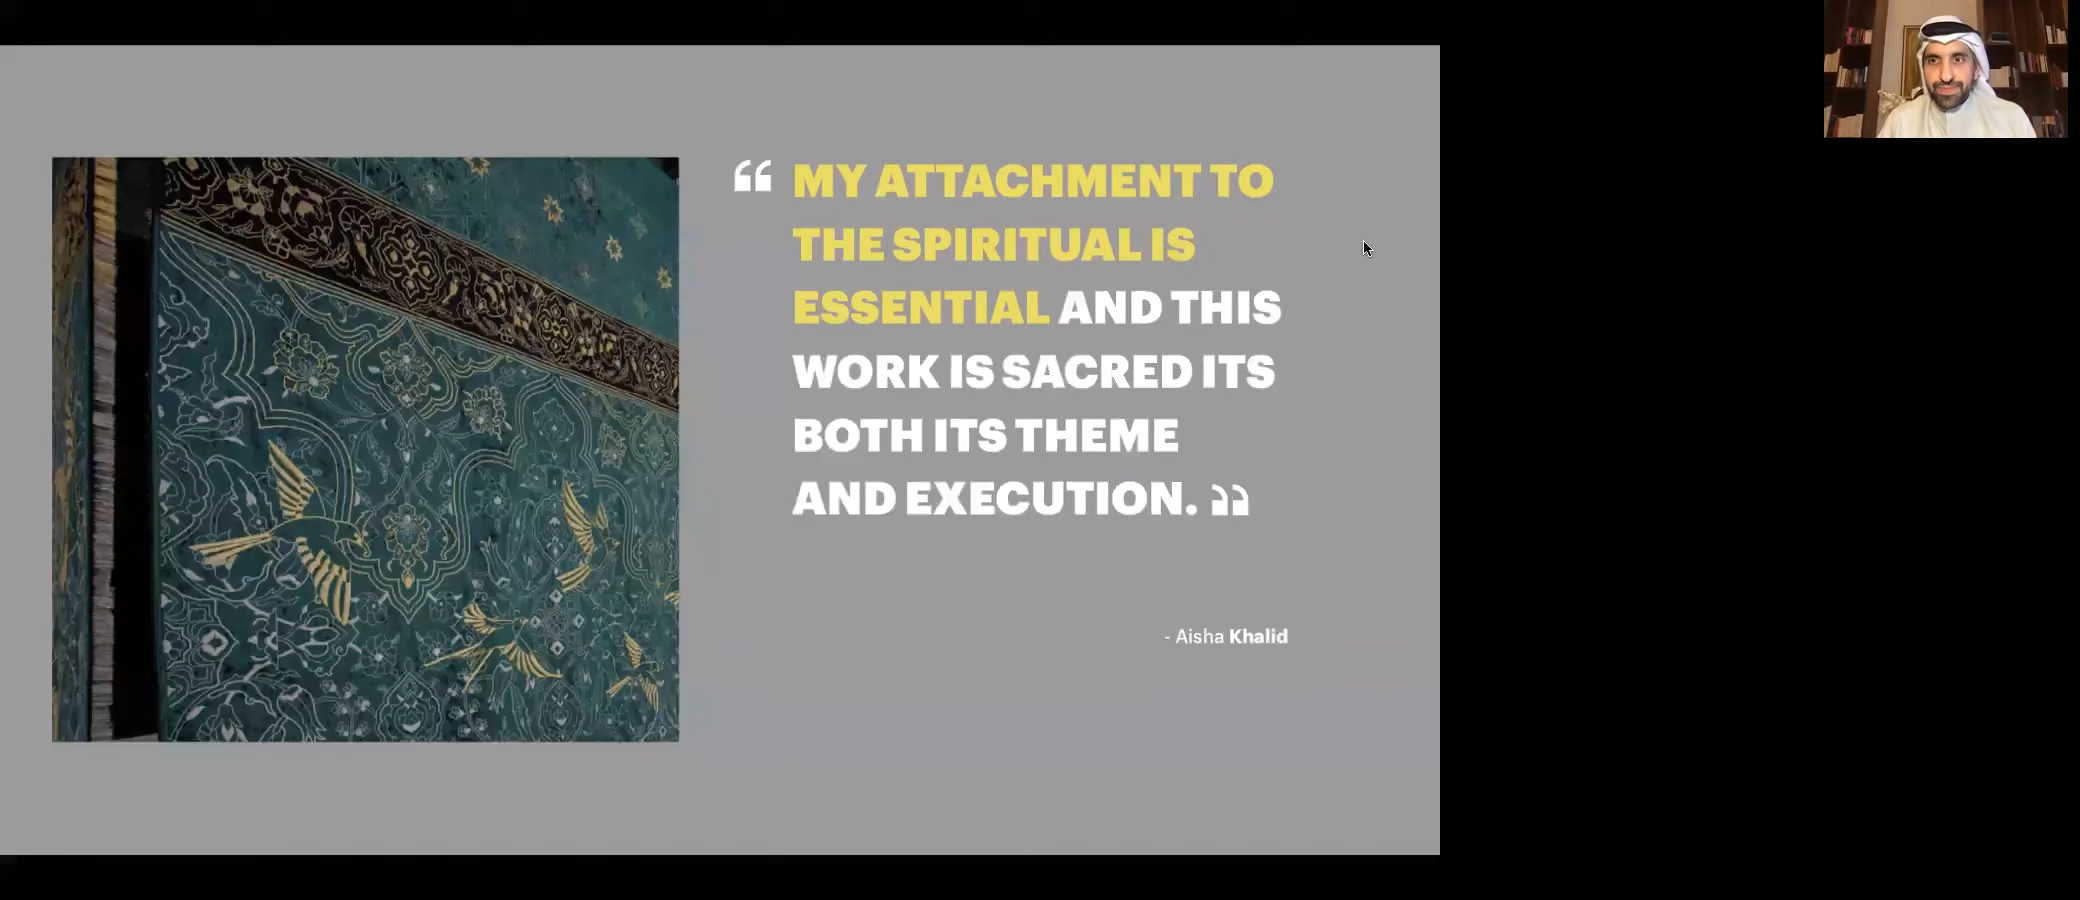 “ MY ATTACHMENT TO
THE SPIRITUAL IS
ESSENTIAL AND THIS
WORK IS SACRED ITS
BOTH ITS THEME
AND EXECUTION. ”
- Aisha Khalid